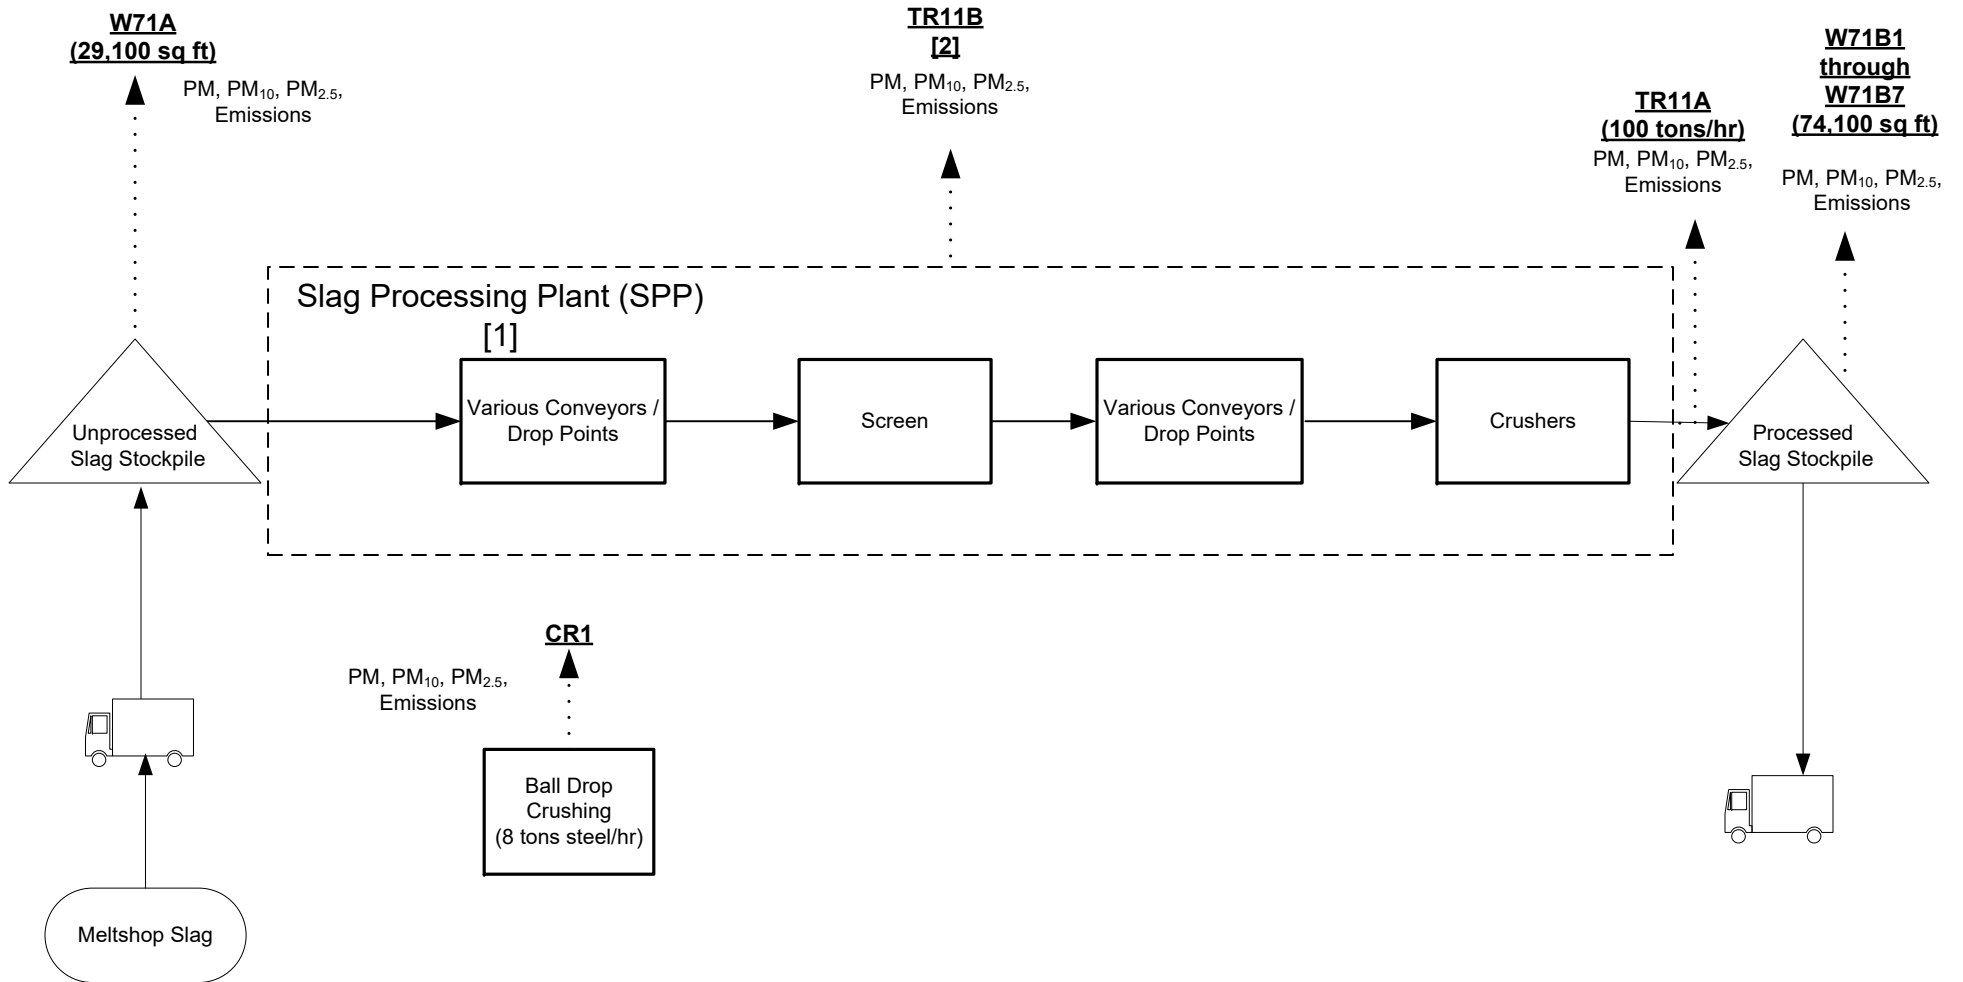 W71A
(29,100 sq ft)
PM, PM₁₀, PM₂.₅,
Emissions
TR11B
[2]
PM, PM₁₀, PM₂.₅,
Emissions
TR11A
(100 tons/hr)
PM, PM₁₀, PM₂.₅,
Emissions
W71B1
through
W71B7
(74,100 sq ft)
PM, PM₁₀, PM₂.₅,
Emissions
Slag Processing Plant (SPP)
[1]
Unprocessed
Slag Stockpile
Various Conveyors /
Drop Points
Screen
Various Conveyors /
Drop Points
Crushers
Processed
Slag Stockpile
CR1
PM, PM₁₀, PM₂.₅,
Emissions
Ball Drop
Crushing
(8 tons steel/hr)
Meltshop Slag